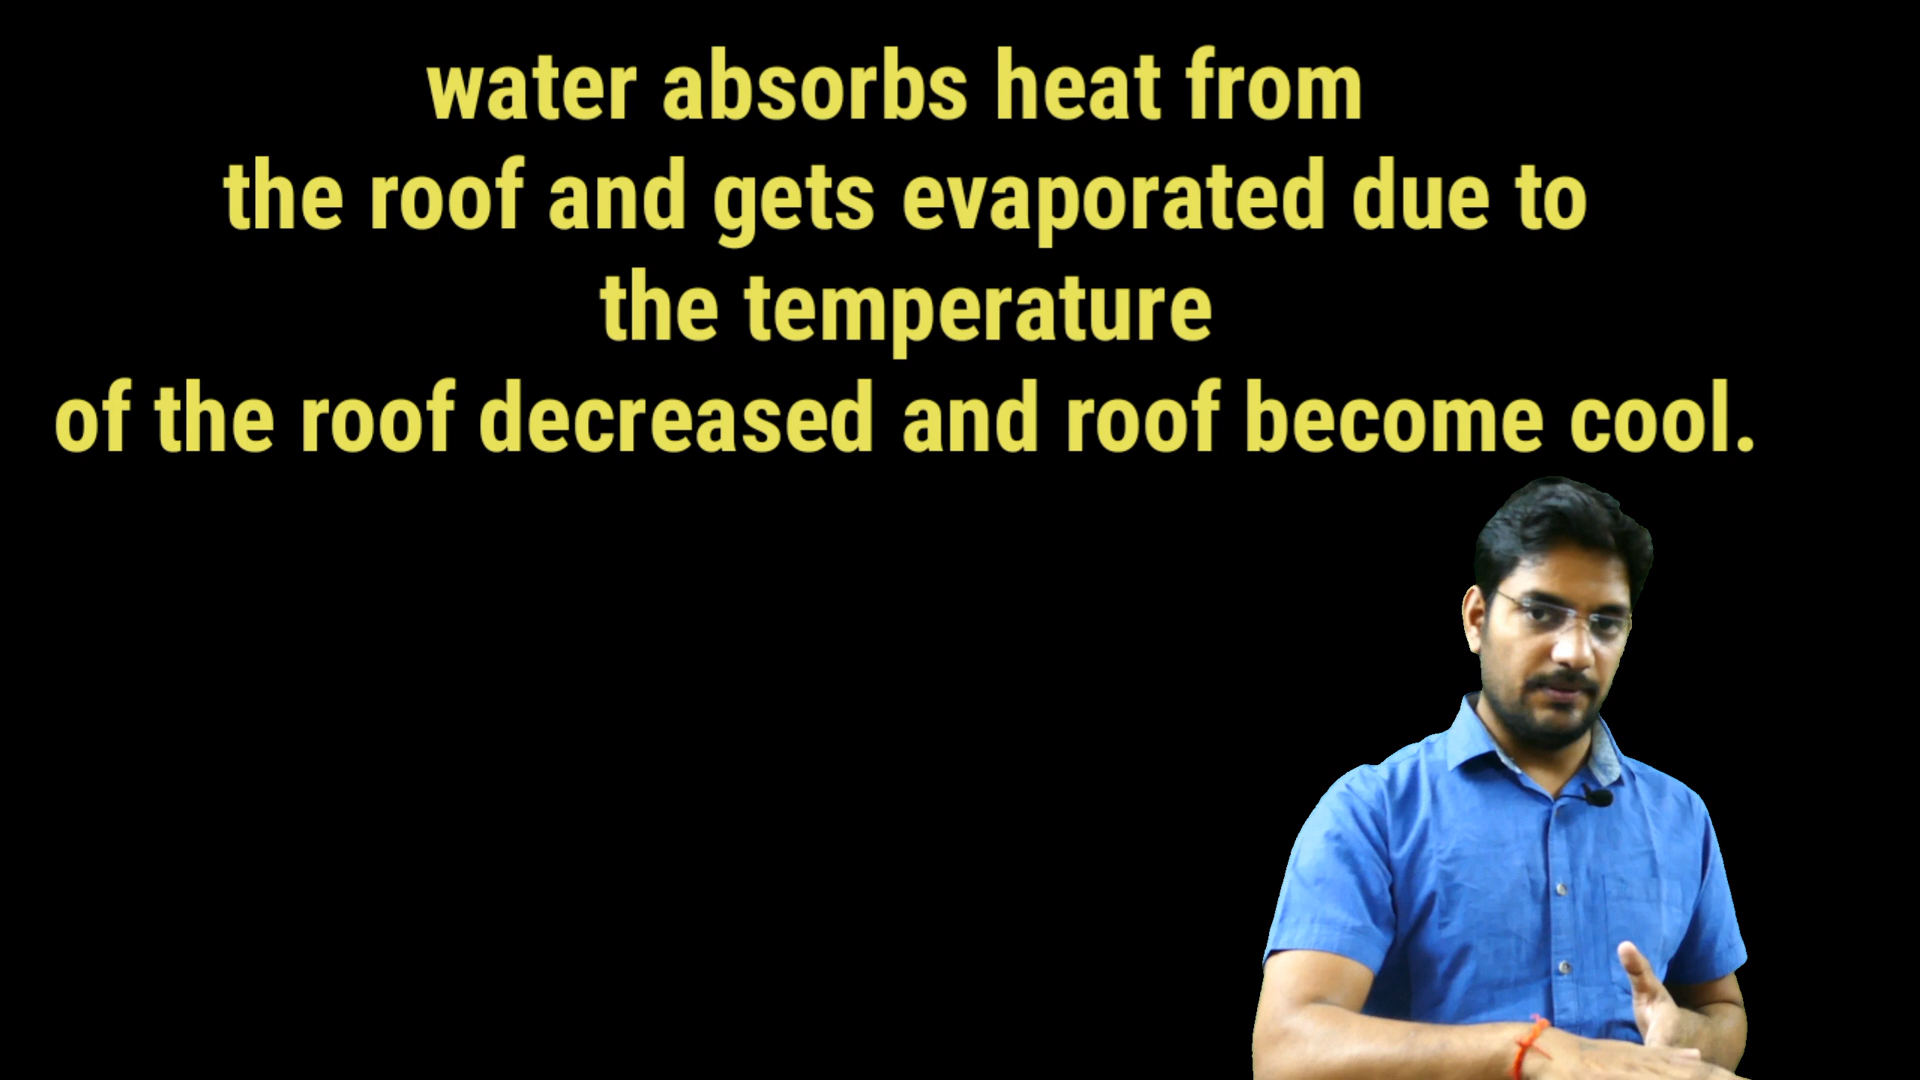 water absorbs heat from
the roof and gets evaporated due to
the temperature
of the roof decreased and roof become cool.